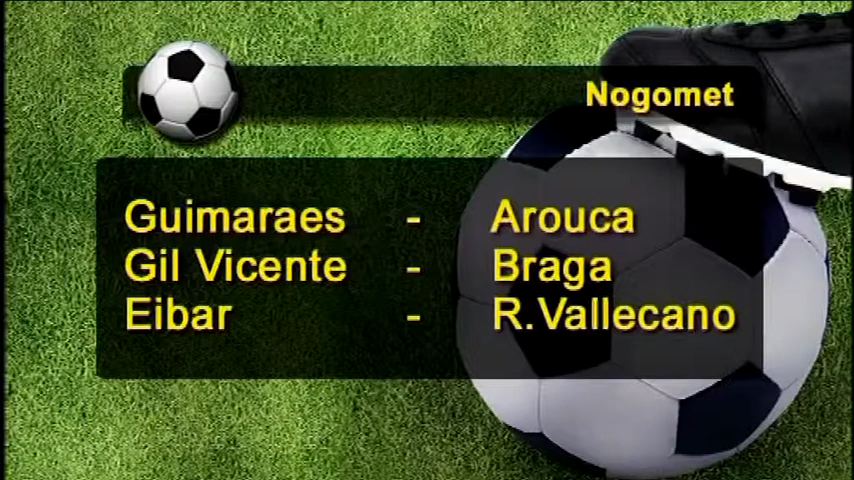 Nogomet
Guimaraes - Arouca
Gil Vicente - Braga
Eibar - R.Vallecano